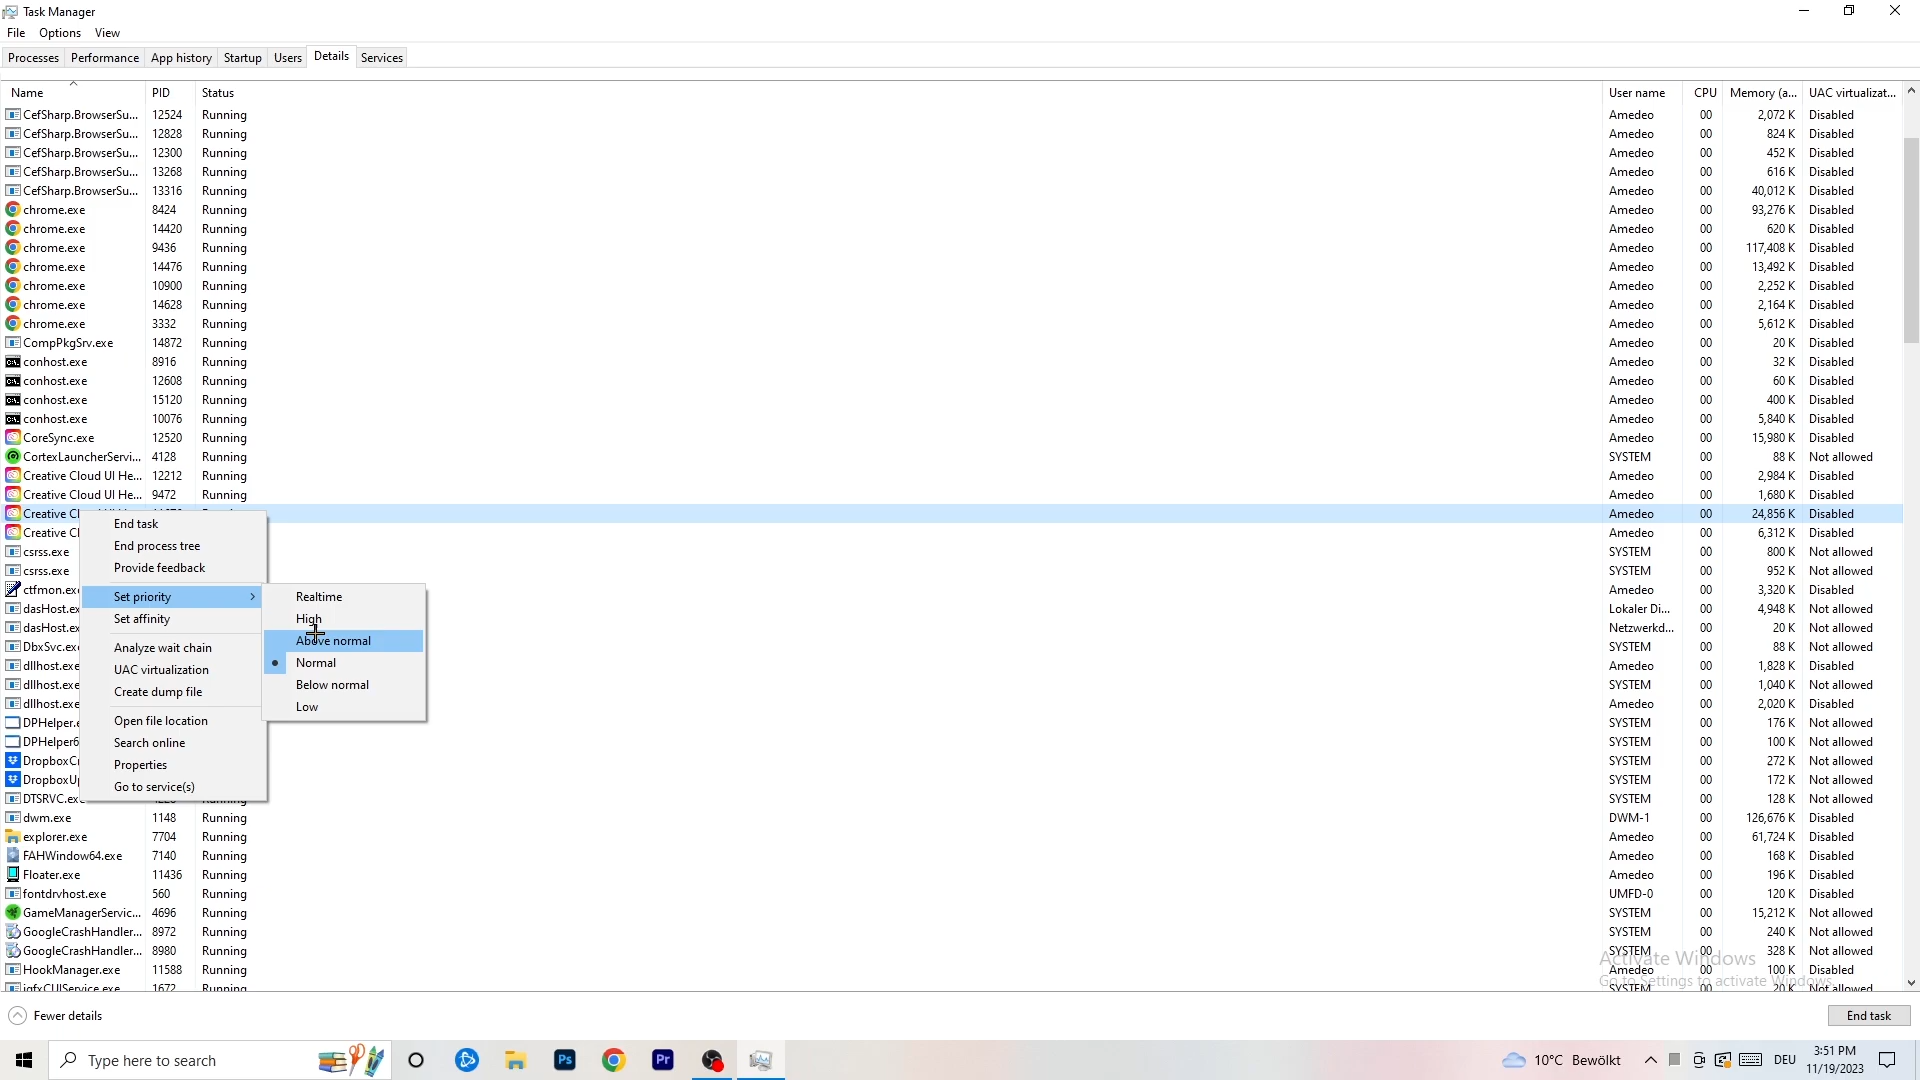 Task Manager
File Options View
Processes Performance App history Startup Users Details Services
Name PID Status User name CPU Memory (a... UAC virtualizat...
CefSharp.BrowserSu... 12524 Running Amedeo 00 2,072 K Disabled
CefSharp.BrowserSu... 12828 Running Amedeo 00 824 K Disabled
CefSharp.BrowserSu... 12300 Running Amedeo 00 452 K Disabled
CefSharp.BrowserSu... 13268 Running Amedeo 00 616 K Disabled
CefSharp.BrowserSu... 13316 Running Amedeo 00 40,012 K Disabled
chrome.exe 8424 Running Amedeo 00 93,276 K Disabled
chrome.exe 14420 Running Amedeo 00 620 K Disabled
chrome.exe 9436 Running Amedeo 00 117,408 K Disabled
chrome.exe 14476 Running Amedeo 00 13,492 K Disabled
chrome.exe 10900 Running Amedeo 00 2,252 K Disabled
chrome.exe 14628 Running Amedeo 00 2,164 K Disabled
chrome.exe 3332 Running Amedeo 00 5,612 K Disabled
CompPkgSrv.exe 14872 Running Amedeo 00 20 K Disabled
conhost.exe 8916 Running Amedeo 00 32 K Disabled
conhost.exe 12608 Running Amedeo 00 60 K Disabled
conhost.exe 15120 Running Amedeo 00 400 K Disabled
conhost.exe 10076 Running Amedeo 00 5,840 K Disabled
CoreSync.exe 12520 Running Amedeo 00 15,980 K Disabled
CortexLauncherServi... 4128 Running SYSTEM 00 88 K Not allowed
Creative Cloud UI He... 12212 Running Amedeo 00 2,984 K Disabled
Creative Cloud UI He... 9472 Running Amedeo 00 1,680 K Disabled
Creative Cl Amedeo 00 24,856 K Disabled
Creative Cl Amedeo 00 6,312 K Disabled
csrss.exe SYSTEM 00 800 K Not allowed
csrss.exe SYSTEM 00 952 K Not allowed
ctfmon.exe Amedeo 00 3,320 K Disabled
dasHost.ex Lokaler Di... 00 4,948 K Not allowed
dasHost.ex Netzwerkd... 00 20 K Not allowed
DbxSvc.exe SYSTEM 00 88 K Not allowed
dllhost.exe Amedeo 00 1,828 K Disabled
dllhost.exe SYSTEM 00 1,040 K Not allowed
dllhost.exe Amedeo 00 2,020 K Disabled
DPHelper.e SYSTEM 00 176 K Not allowed
DPHelper6 SYSTEM 00 100 K Not allowed
DropboxCr SYSTEM 00 272 K Not allowed
DropboxUp SYSTEM 00 172 K Not allowed
DTSRVC.exe SYSTEM 00 128 K Not allowed
dwm.exe 1148 Running DWM-1 00 126,676 K Disabled
explorer.exe 7704 Running Amedeo 00 61,724 K Disabled
FAHWindow64.exe 7140 Running Amedeo 00 168 K Disabled
Floater.exe 11436 Running Amedeo 00 196 K Disabled
fontdrvhost.exe 560 Running UMFD-0 00 120 K Disabled
GameManagerServic... 4696 Running SYSTEM 00 15,212 K Not allowed
GoogleCrashHandler... 8972 Running SYSTEM 00 240 K Not allowed
GoogleCrashHandler... 8980 Running SYSTEM 00 328 K Not allowed
HookManager.exe 11588 Running Amedeo 00 100 K Disabled
igfxCUIService.exe 1672 Running SYSTEM 00 20 K Not allowed
End task
End process tree
Provide feedback
Set priority
Set affinity
Analyze wait chain
UAC virtualization
Create dump file
Open file location
Search online
Properties
Go to service(s)
Realtime
High
Above normal
Normal
Below normal
Low
Activate Windows
Go to Settings to activate Windows.
Fewer details End task
Type here to search Ps Pr 10°C Bewölkt DEU 3:51 PM
11/19/2023